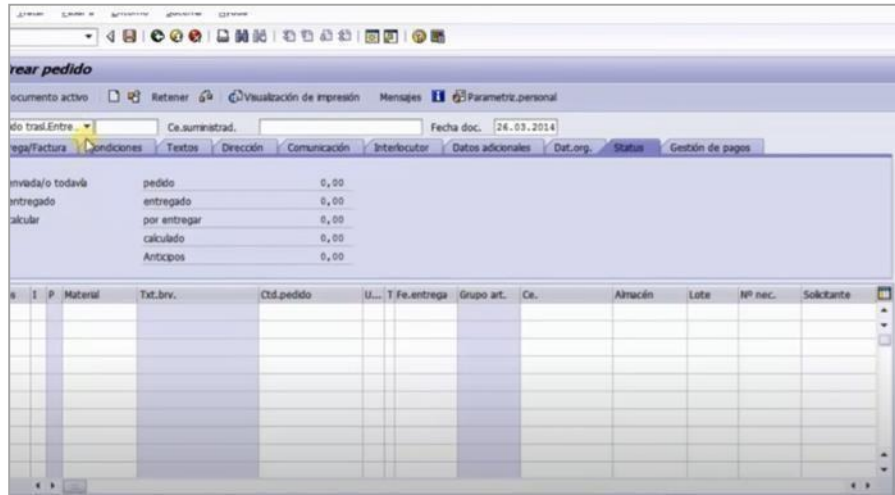 rear pedido
ocumento activo Retener Visualización de impresión Mensajes Parametriz.personal
do trasl.Entre.. Ce.suministrad. Fecha doc. 26.03.2014
rega/Factura ondiciones Textos Dirección Comunicación Interlocutor Datos adicionales Dat.org. Status Gestión de pagos
enviada/o todavía pedido 0,00
entregado entregado 0,00
alcular por entregar 0,00
calculado 0,00
Anticipos 0,00
s I P Material Txt.brv. Ctd.pedido U... T Fe.entrega Grupo art. Ce. Almacén Lote Nº nec. Solicitante